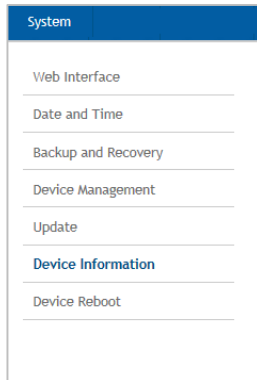 System
Web Interface
Date and Time
Backup and Recovery
Device Management
Update
Device Information
Device Reboot